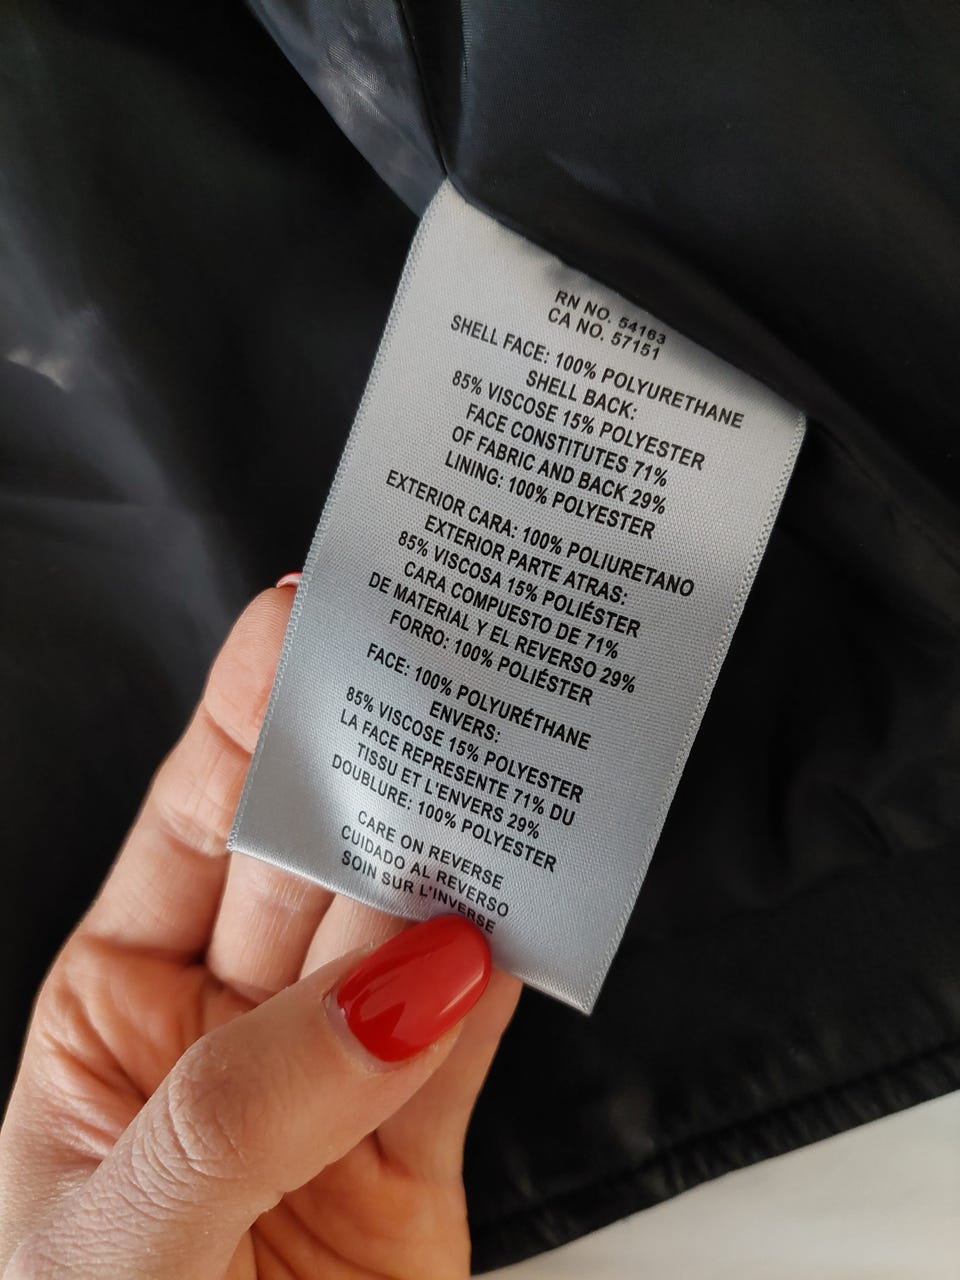 RN NO. 54163
CA NO. 57151
SHELL FACE: 100% POLYURETHANE
SHELL BACK:
85% VISCOSE 15% POLYESTER
FACE CONSTITUTES 71%
OF FABRIC AND BACK 29%
LINING: 100% POLYESTER
EXTERIOR CARA: 100% POLIURETANO
EXTERIOR PARTE ATRAS:
85% VISCOSA 15% POLIÉSTER
CARA COMPUESTO DE 71%
DE MATERIAL Y EL REVERSO 29%
FORRO: 100% POLIÉSTER
FACE: 100% POLYURÉTHANE
ENVERS:
85% VISCOSE 15% POLYESTER
LA FACE REPRESENTE 71% DU
TISSU ET L'ENVERS 29%
DOUBLURE: 100% POLYESTER
CARE ON REVERSE
CUIDADO AL REVERSO
SOIN SUR L'INVERSE